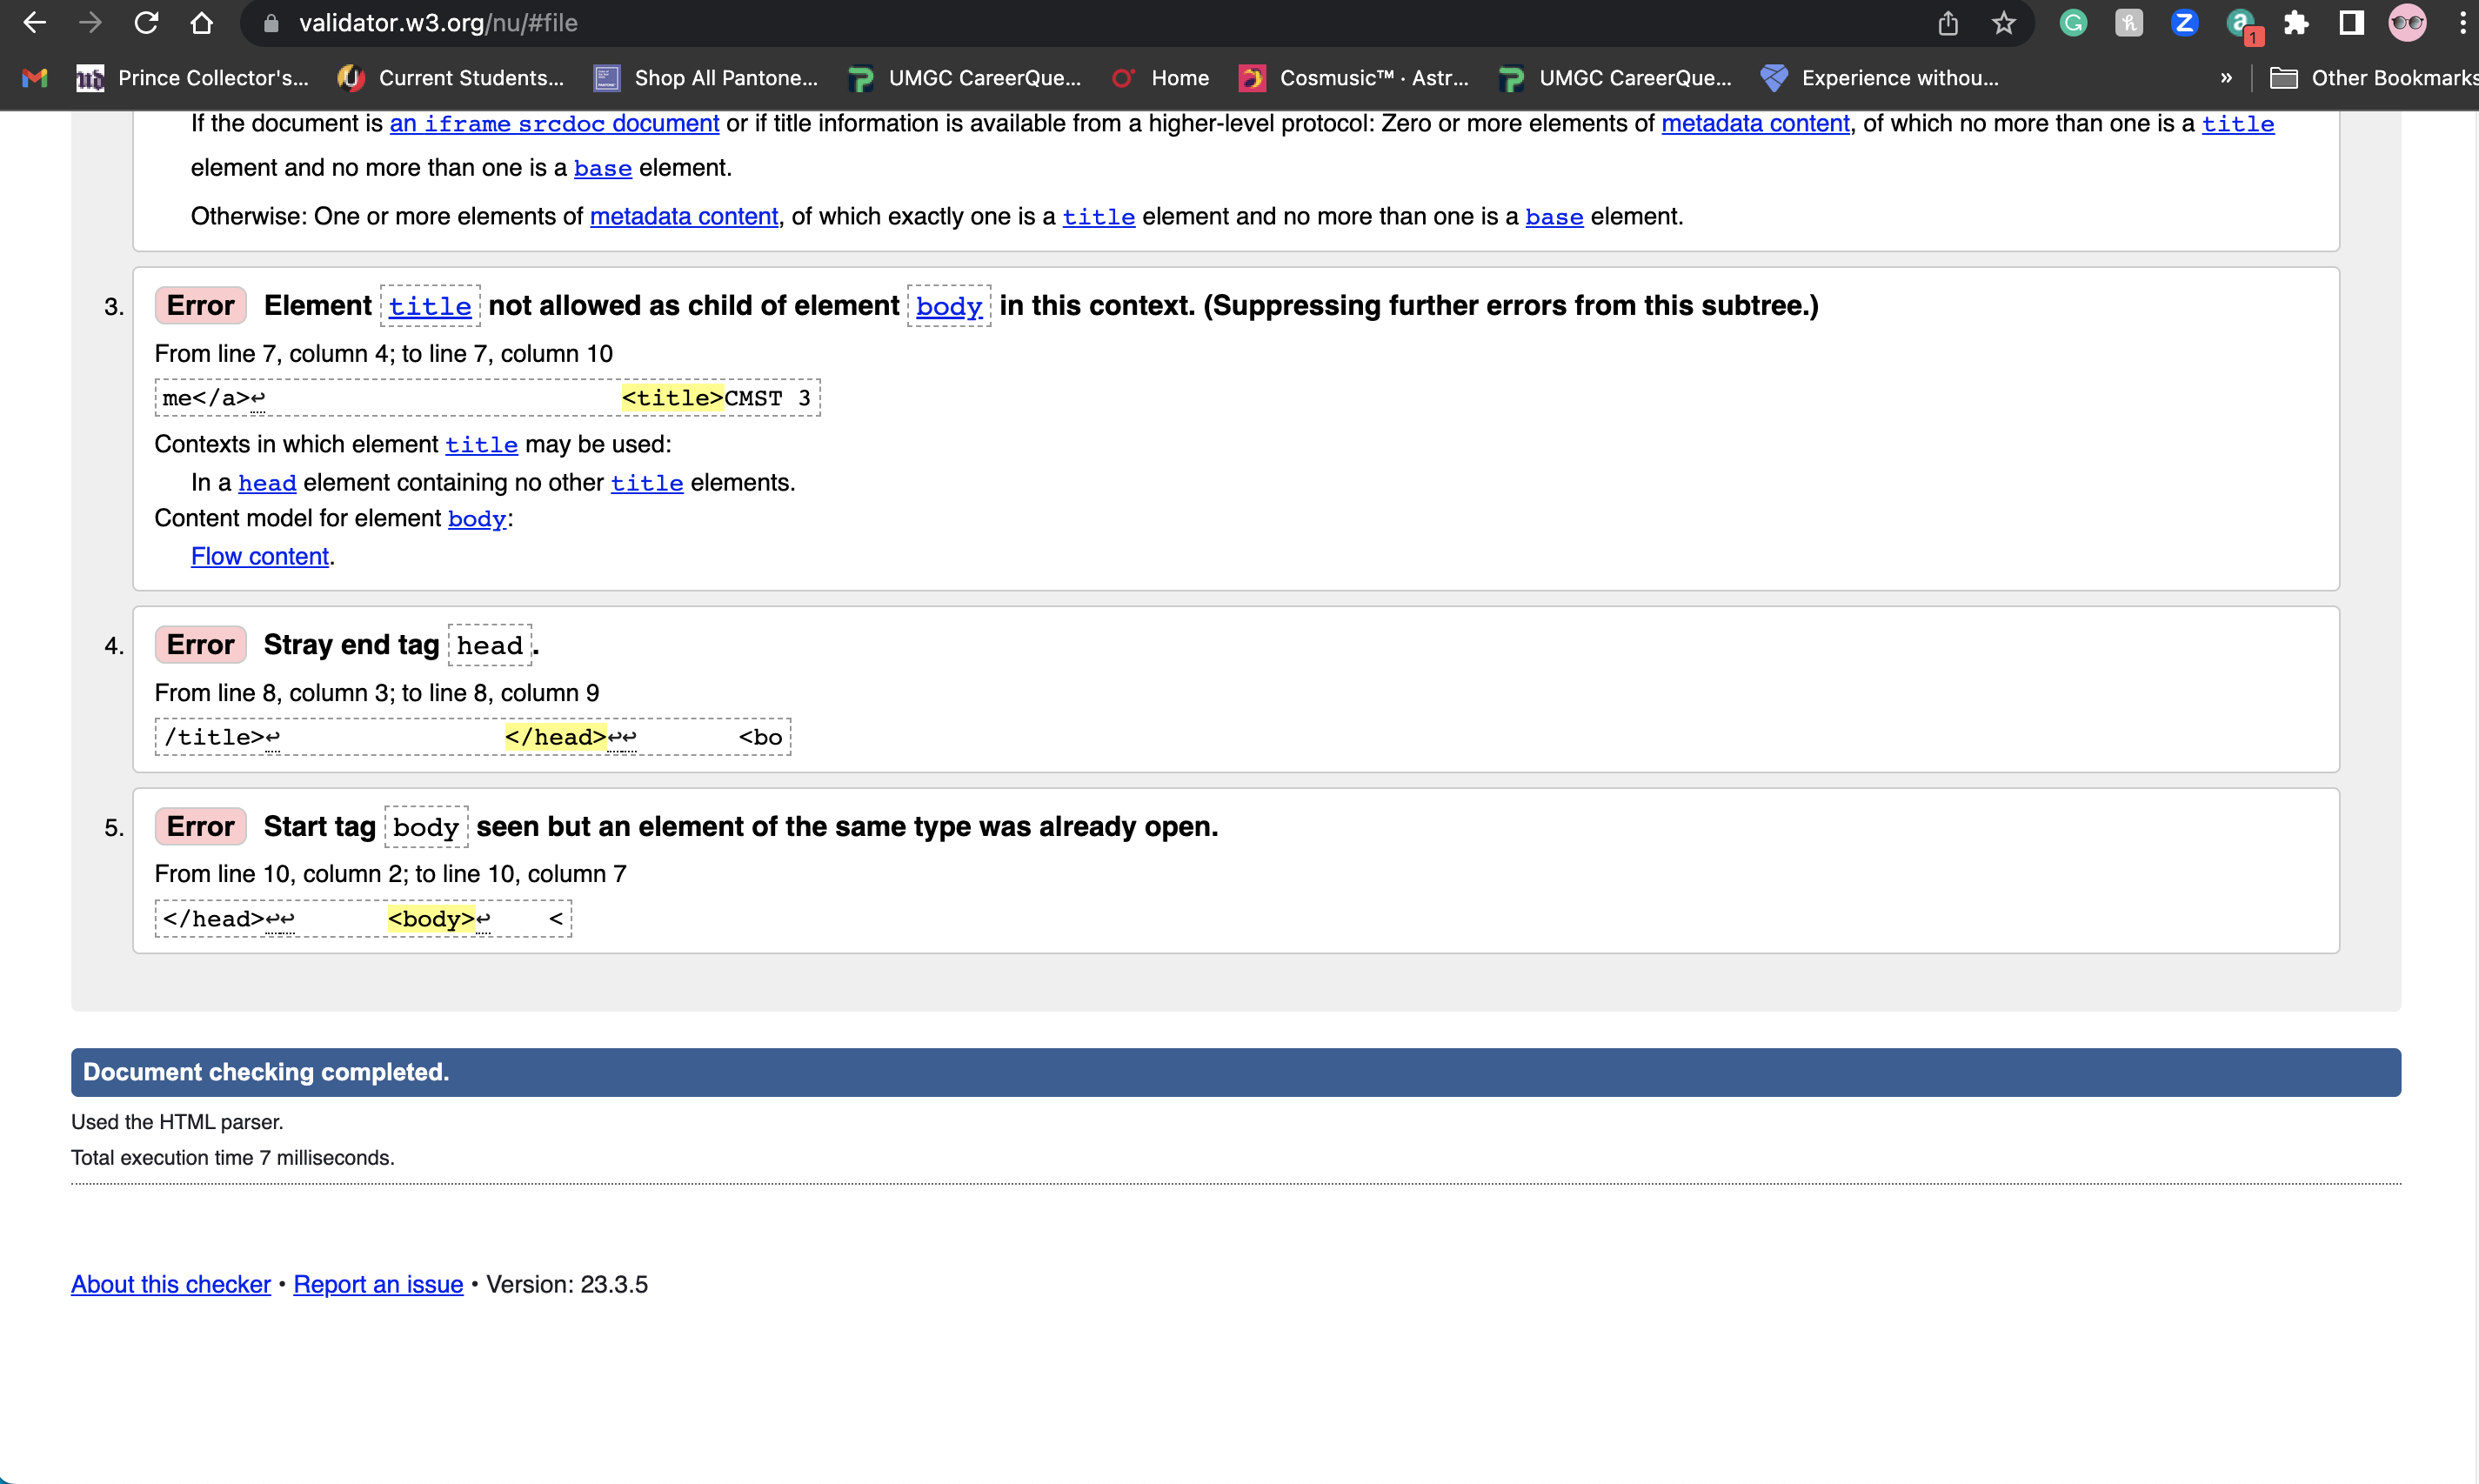 validator.w3.org/nu/#file
1
Prince Collector's... Current Students... Shop All Pantone... UMGC CareerQue... Home Cosmusic™ · Astr... UMGC CareerQue... Experience withou... » Other Bookmarks
If the document is an iframe srcdoc document or if title information is available from a higher-level protocol: Zero or more elements of metadata content, of which no more than one is a title
element and no more than one is a base element.
Otherwise: One or more elements of metadata content, of which exactly one is a title element and no more than one is a base element.
3. Error Element title not allowed as child of element body in this context. (Suppressing further errors from this subtree.)
From line 7, column 4; to line 7, column 10
me</a>↩ <title>CMST 3
Contexts in which element title may be used:
In a head element containing no other title elements.
Content model for element body:
Flow content.
4. Error Stray end tag head.
From line 8, column 3; to line 8, column 9
/title>↩ </head>↩↩ <bo
5. Error Start tag body seen but an element of the same type was already open.
From line 10, column 2; to line 10, column 7
</head>↩↩ <body>↩ <
Document checking completed.
Used the HTML parser.
Total execution time 7 milliseconds.
About this checker • Report an issue • Version: 23.3.5